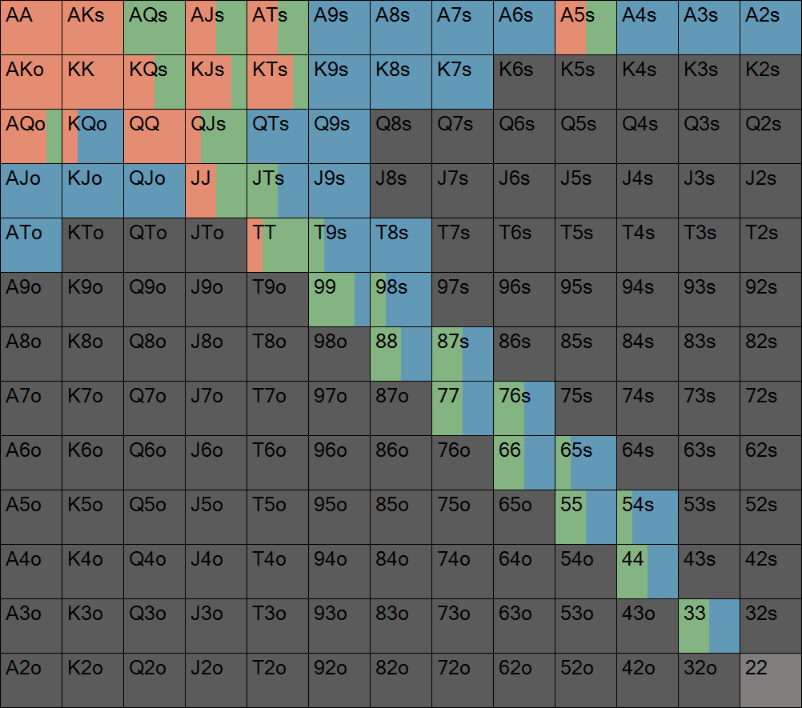 AA AKs AQs AJs ATs A9s A8s A7s A6s A5s A4s A3s A2s
AKo KK KQs KJs KTs K9s K8s K7s K6s K5s K4s K3s K2s
AQo KQo QQ QJs QTs Q9s Q8s Q7s Q6s Q5s Q4s Q3s Q2s
AJo KJo QJo JJ JTs J9s J8s J7s J6s J5s J4s J3s J2s
ATo KTo QTo JTo TT T9s T8s T7s T6s T5s T4s T3s T2s
A9o K9o Q9o J9o T9o 99 98s 97s 96s 95s 94s 93s 92s
A8o K8o Q8o J8o T8o 98o 88 87s 86s 85s 84s 83s 82s
A7o K7o Q7o J7o T7o 97o 87o 77 76s 75s 74s 73s 72s
A6o K6o Q6o J6o T6o 96o 86o 76o 66 65s 64s 63s 62s
A5o K5o Q5o J5o T5o 95o 85o 75o 65o 55 54s 53s 52s
A4o K4o Q4o J4o T4o 94o 84o 74o 64o 54o 44 43s 42s
A3o K3o Q3o J3o T3o 93o 83o 73o 63o 53o 43o 33 32s
A2o K2o Q2o J2o T2o 92o 82o 72o 62o 52o 42o 32o 22